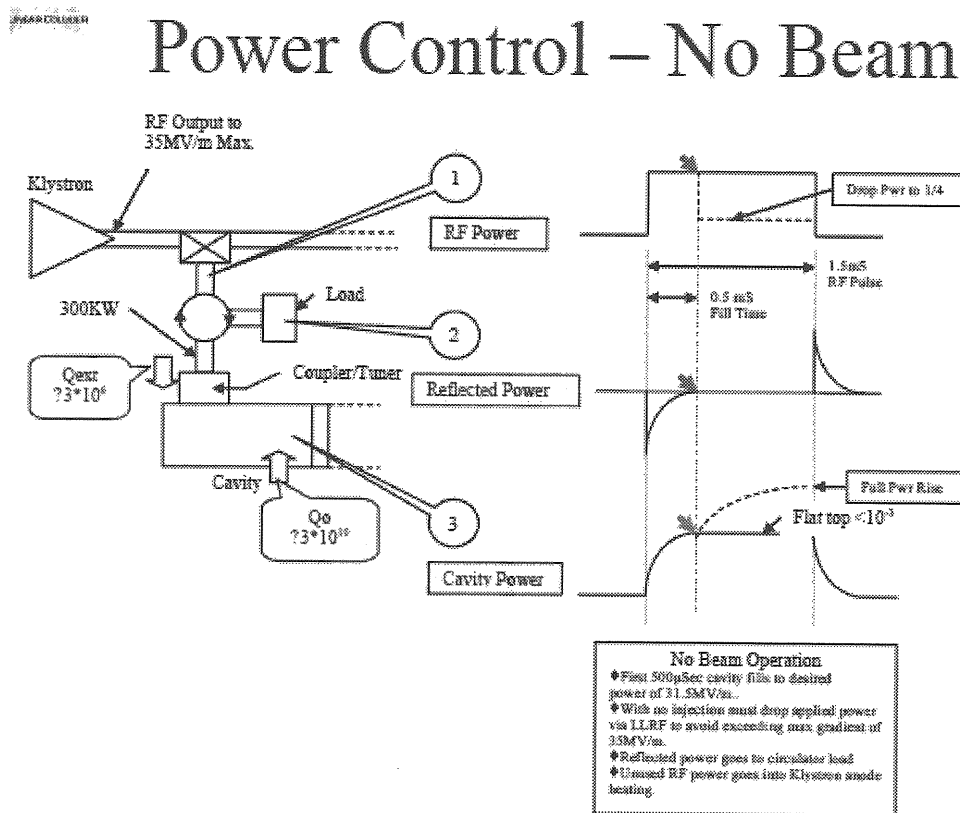 LINEAR COLLIDER
Power Control – No Beam
RF Output to
35MV/m Max.
Klystron
1
RF Power
Drop Pwr to 1/4
1.5mS
RF Pulse
0.5 mS
Fill Time
300KW
Load
2
Qext
?3*10⁶
Coupler/Tuner
Reflected Power
Cavity
Qo
?3*10¹⁰
3
Full Pwr Rise
Flat top <10⁻³
Cavity Power
No Beam Operation
♦First 500µSec cavity fills to desired
power of 31.5MV/m..
♦With no injection must drop applied power
via LLRF to avoid exceeding max gradient of
35MV/m.
♦Reflected power goes to circulator load
♦Unused RF power goes into Klystron anode
heating.